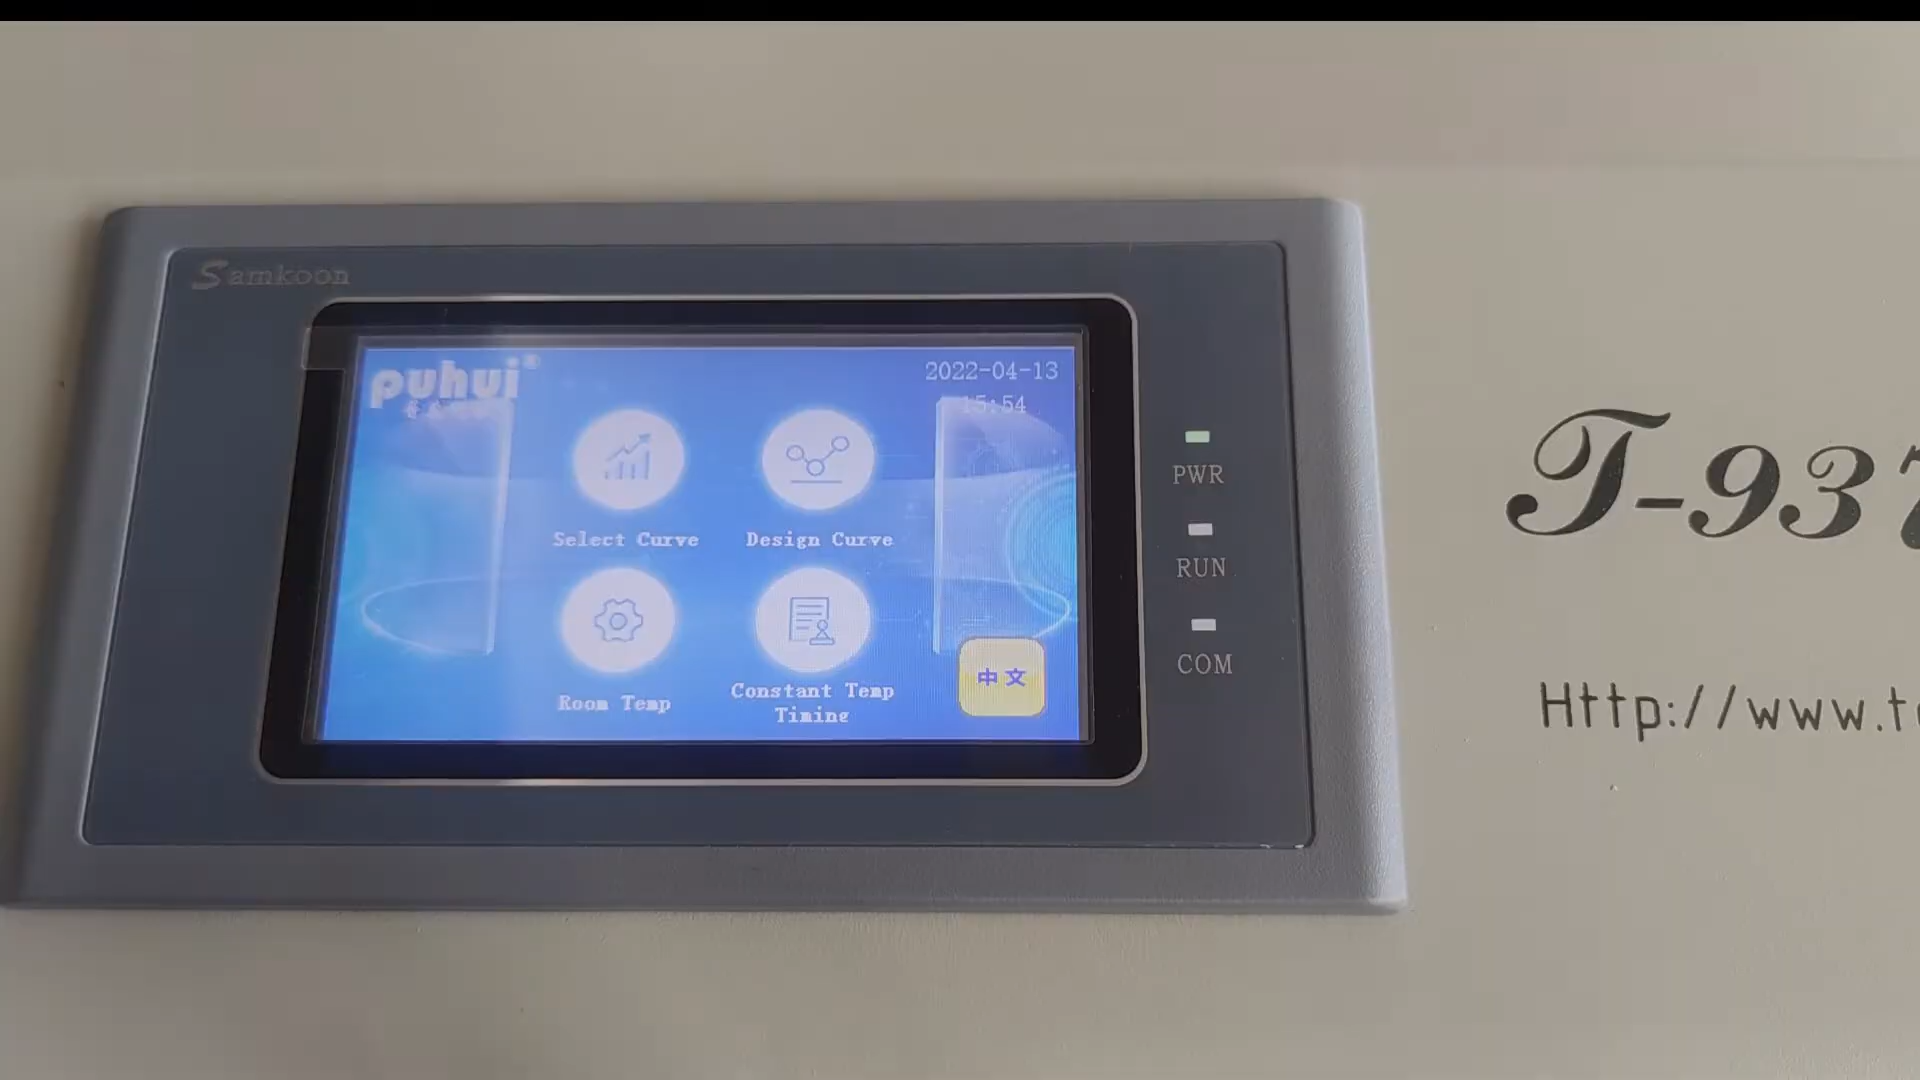 Samkoon
puhui®
2022-04-13
15:54
Select Curve
Design Curve
Room Temp
Constant Temp
Timing
中文
PWR
RUN
COM
T-937
Http://www.t